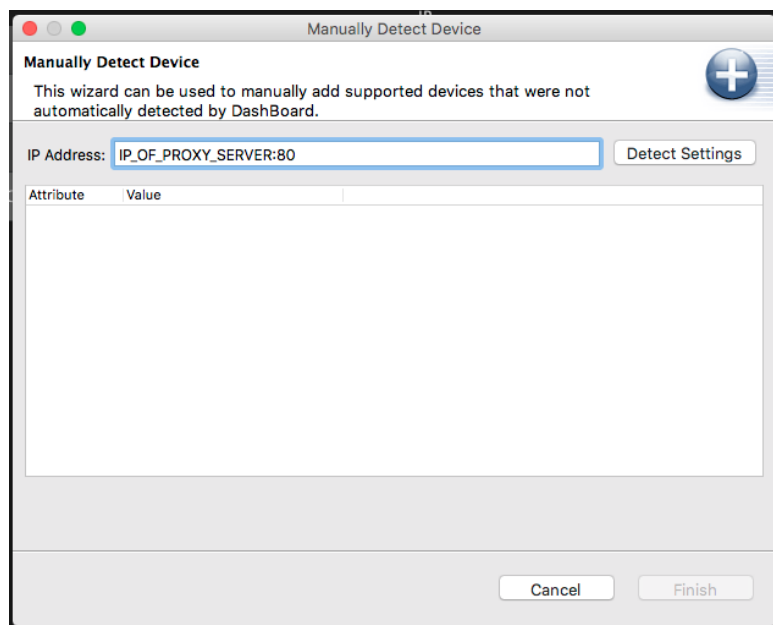 Manually Detect Device
Manually Detect Device
This wizard can be used to manually add supported devices that were not
automatically detected by DashBoard.
IP Address: IP_OF_PROXY_SERVER:80 Detect Settings
Attribute Value
Cancel Finish